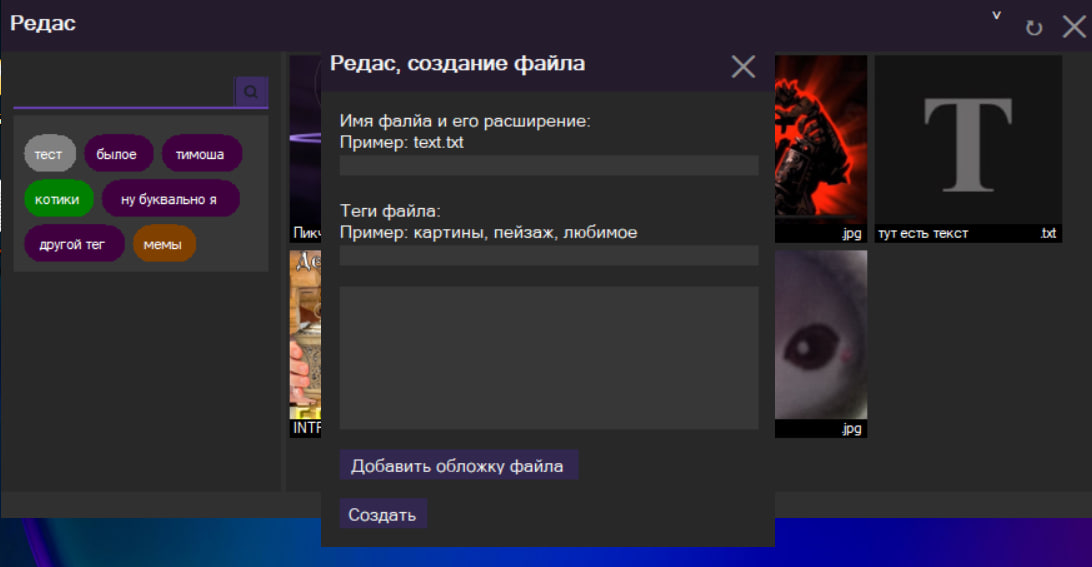 Редас
тест
былое
тимоша
котики
ну буквально я
другой тег
мемы
Редас, создание файла
Имя фалйа и его расширение:
Пример: text.txt
Теги файла:
Пример: картины, пейзаж, любимое
Добавить обложку файла
Создать
Пикч
.jpg
T
тут есть текст
.txt
INTF
.jpg